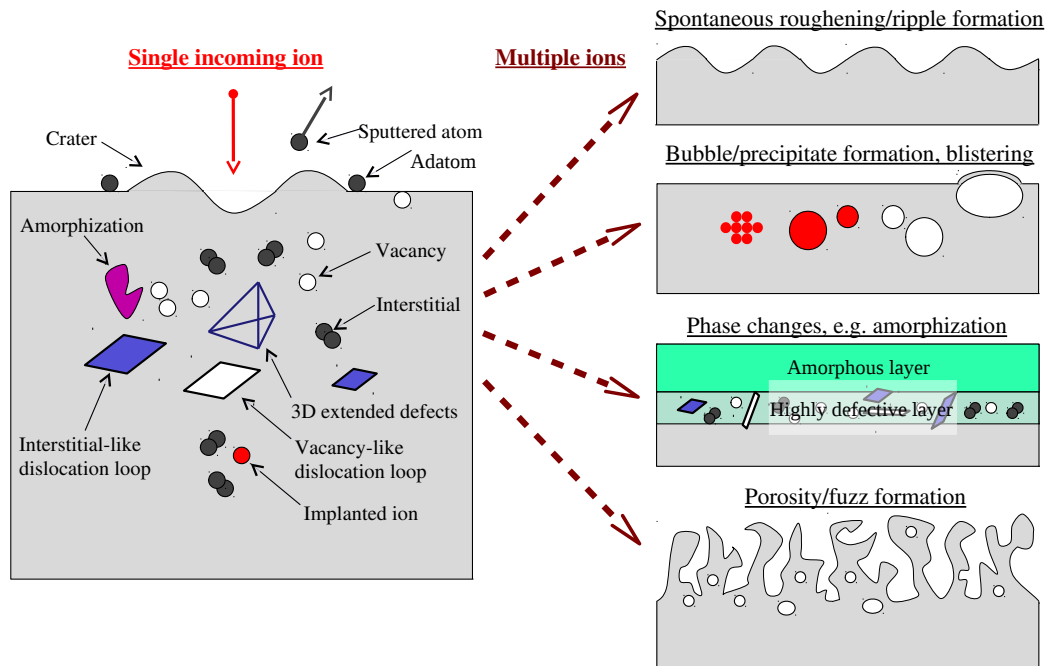 Single incoming ion
Crater
Sputtered atom
Adatom
Amorphization
Vacancy
Interstitial
3D extended defects
Interstitial-like
dislocation loop
Vacancy-like
dislocation loop
Implanted ion
Multiple ions
Spontaneous roughening/ripple formation
Bubble/precipitate formation, blistering
Phase changes, e.g. amorphization
Amorphous layer
Highly defective layer
Porosity/fuzz formation